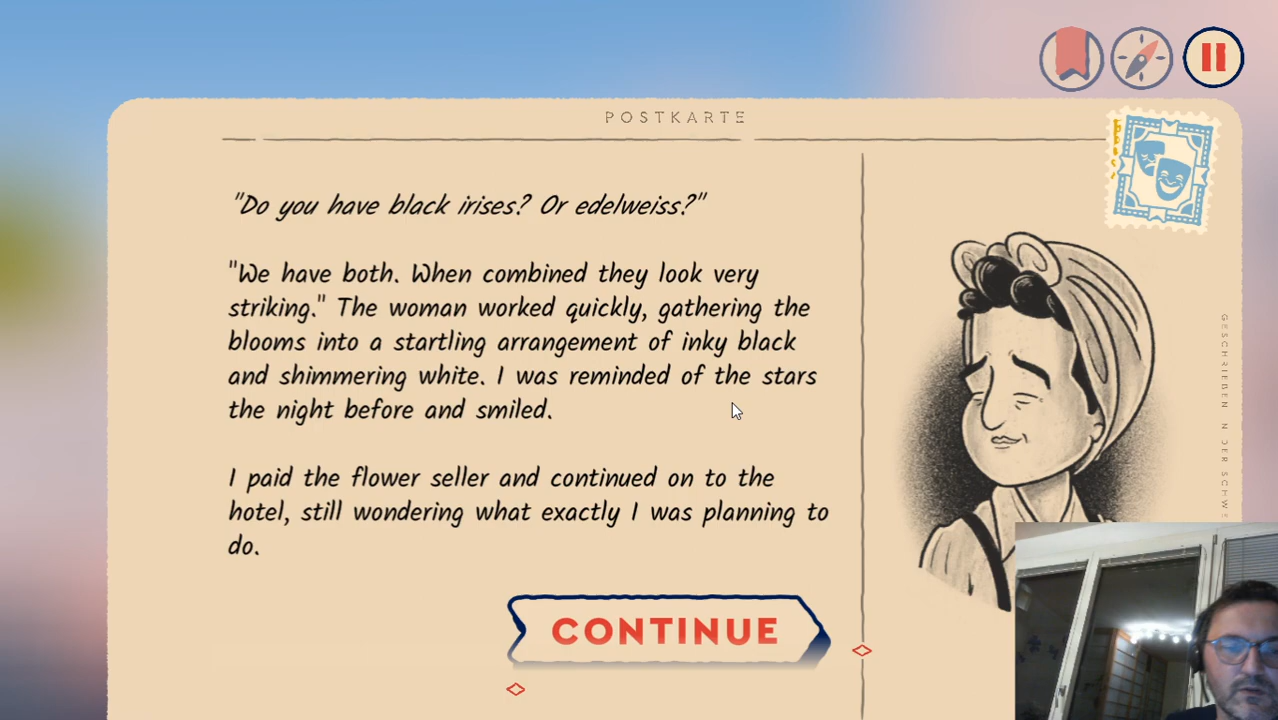 POSTKARTE
"Do you have black irises? Or edelweiss?"
"We have both. When combined they look very
striking." The woman worked quickly, gathering the
blooms into a startling arrangement of inky black
and shimmering white. I was reminded of the stars
the night before and smiled.
I paid the flower seller and continued on to the
hotel, still wondering what exactly I was planning to
do.
CONTINUE
GESCHRIEBEN IN DER